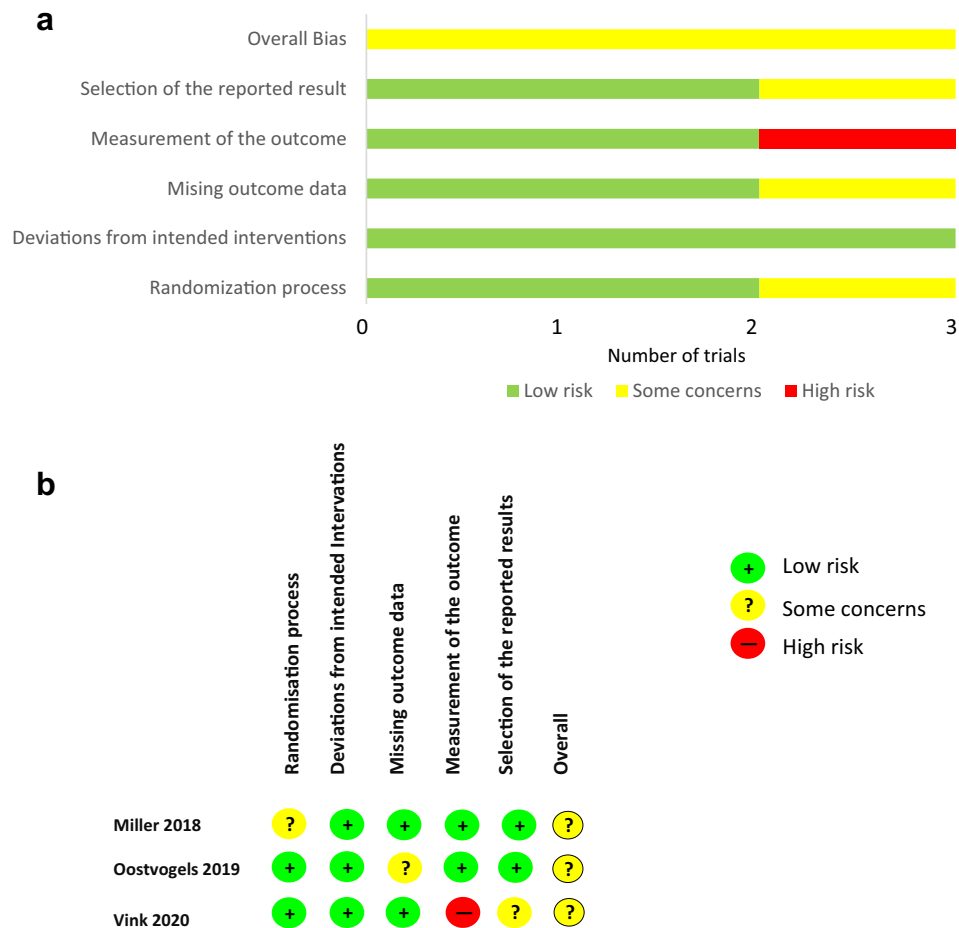 a
Overall Bias
Selection of the reported result
Measurement of the outcome
Mising outcome data
Deviations from intended interventions
Randomization process
0 1 2 3
Number of trials
Low risk Some concerns High risk
b
Randomisation process
Deviations from intended Intervations
Missing outcome data
Measurement of the outcome
Selection of the reported results
Overall
+ Low risk
? Some concerns
— High risk
Miller 2018 ? + + + + ?
Oostvogels 2019 + + ? + + ?
Vink 2020 + + + — ? ?